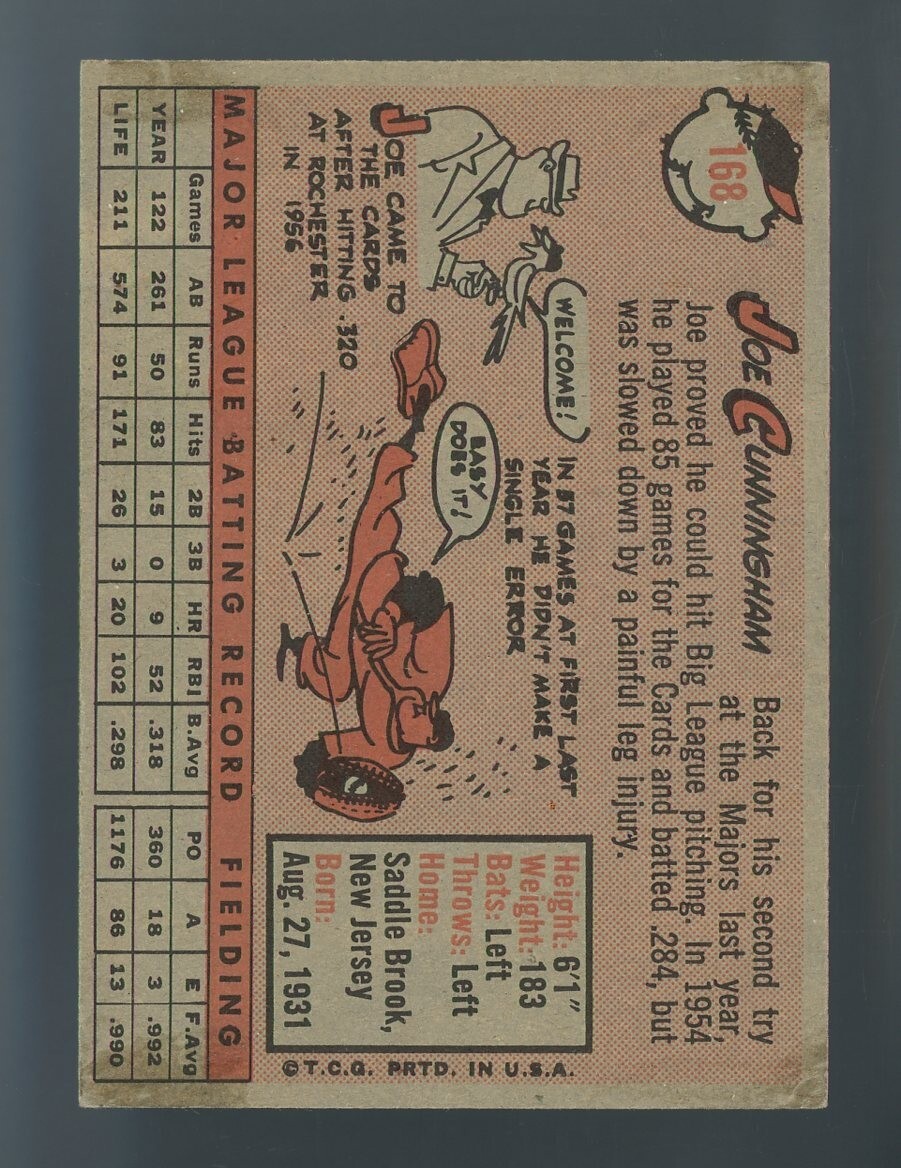 168
JOE CUNNINGHAM
Back for his second try
at the Majors last year,
Joe proved he could hit Big League pitching. In 1954
he played 85 games for the Cards and batted .284, but
was slowed down by a painful leg injury.
WELCOME!
JOE CAME TO
THE CARDS
AFTER HITTING .320
AT ROCHESTER
IN 1956
IN 57 GAMES AT FIRST LAST
YEAR HE DIDN'T MAKE A
SINGLE ERROR
EASY
DOES IT!
Height: 6'1"
Weight: 183
Bats: Left
Throws: Left
Home:
Saddle Brook,
New Jersey
Born:
Aug. 27, 1931
©T.C.G. PRTD. IN U.S.A.
MAJOR LEAGUE BATTING RECORD FIELDING
Games AB Runs Hits 2B 3B HR RBI B.Avg PO A E F.Avg
YEAR 122 261 50 83 15 0 9 52 .318 360 18 3 .992
LIFE 211 574 91 171 26 3 20 102 .298 1176 86 13 .990